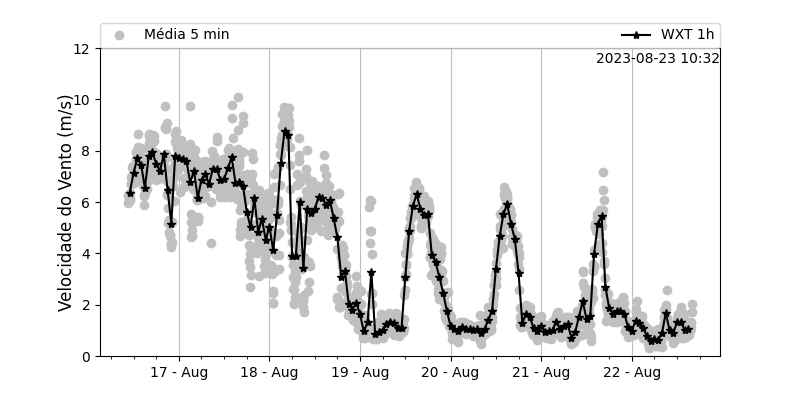 Média 5 min
WXT 1h
2023-08-23 10:32
Velocidade do Vento (m/s)
12
10
8
6
4
2
0
17 - Aug
18 - Aug
19 - Aug
20 - Aug
21 - Aug
22 - Aug